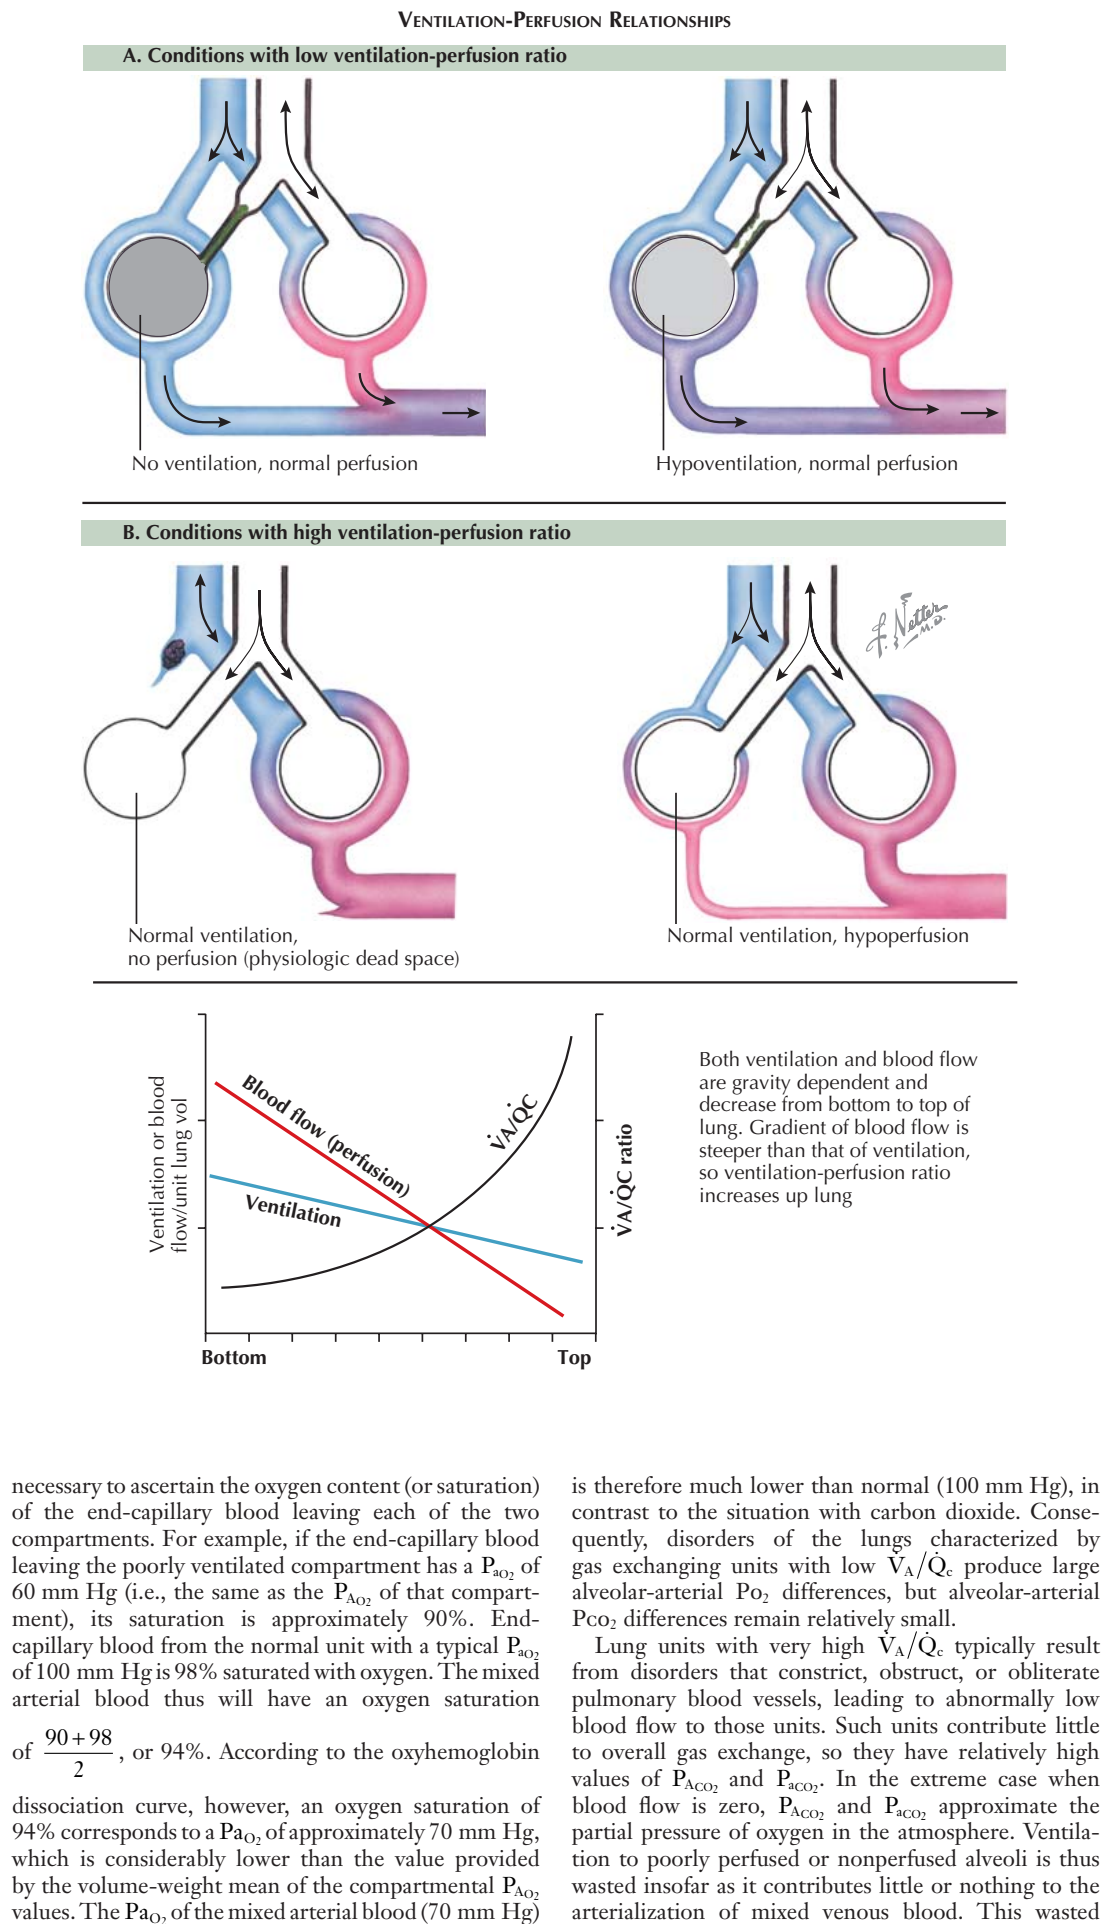 VENTILATION-PERFUSION RELATIONSHIPS
A. Conditions with low ventilation-perfusion ratio
No ventilation, normal perfusion
Hypoventilation, normal perfusion
B. Conditions with high ventilation-perfusion ratio
F. Netter
M.D.
Normal ventilation,
no perfusion (physiologic dead space)
Normal ventilation, hypoperfusion
Ventilation or blood
flow/unit lung vol
Blood flow (perfusion)
Ventilation
V̇A/Q̇C
V̇A/Q̇C ratio
Bottom
Top
Both ventilation and blood flow
are gravity dependent and
decrease from bottom to top of
lung. Gradient of blood flow is
steeper than that of ventilation,
so ventilation-perfusion ratio
increases up lung
necessary to ascertain the oxygen content (or saturation)
of the end-capillary blood leaving each of the two
compartments. For example, if the end-capillary blood
leaving the poorly ventilated compartment has a PaO₂ of
60 mm Hg (i.e., the same as the PAO₂ of that compart-
ment), its saturation is approximately 90%. End-
capillary blood from the normal unit with a typical PaO₂
of 100 mm Hg is 98% saturated with oxygen. The mixed
arterial blood thus will have an oxygen saturation
of (90 + 98)/2, or 94%. According to the oxyhemoglobin
dissociation curve, however, an oxygen saturation of
94% corresponds to a PaO₂ of approximately 70 mm Hg,
which is considerably lower than the value provided
by the volume-weight mean of the compartmental PAO₂
values. The PaO₂ of the mixed arterial blood (70 mm Hg)
is therefore much lower than normal (100 mm Hg), in
contrast to the situation with carbon dioxide. Conse-
quently, disorders of the lungs characterized by
gas exchanging units with low V̇A/Q̇c produce large
alveolar-arterial Po₂ differences, but alveolar-arterial
Pco₂ differences remain relatively small.
Lung units with very high V̇A/Q̇c typically result
from disorders that constrict, obstruct, or obliterate
pulmonary blood vessels, leading to abnormally low
blood flow to those units. Such units contribute little
to overall gas exchange, so they have relatively high
values of PACO₂ and PaCO₂. In the extreme case when
blood flow is zero, PACO₂ and PaCO₂ approximate the
partial pressure of oxygen in the atmosphere. Ventila-
tion to poorly perfused or nonperfused alveoli is thus
wasted insofar as it contributes little or nothing to the
arterialization of mixed venous blood. This wasted